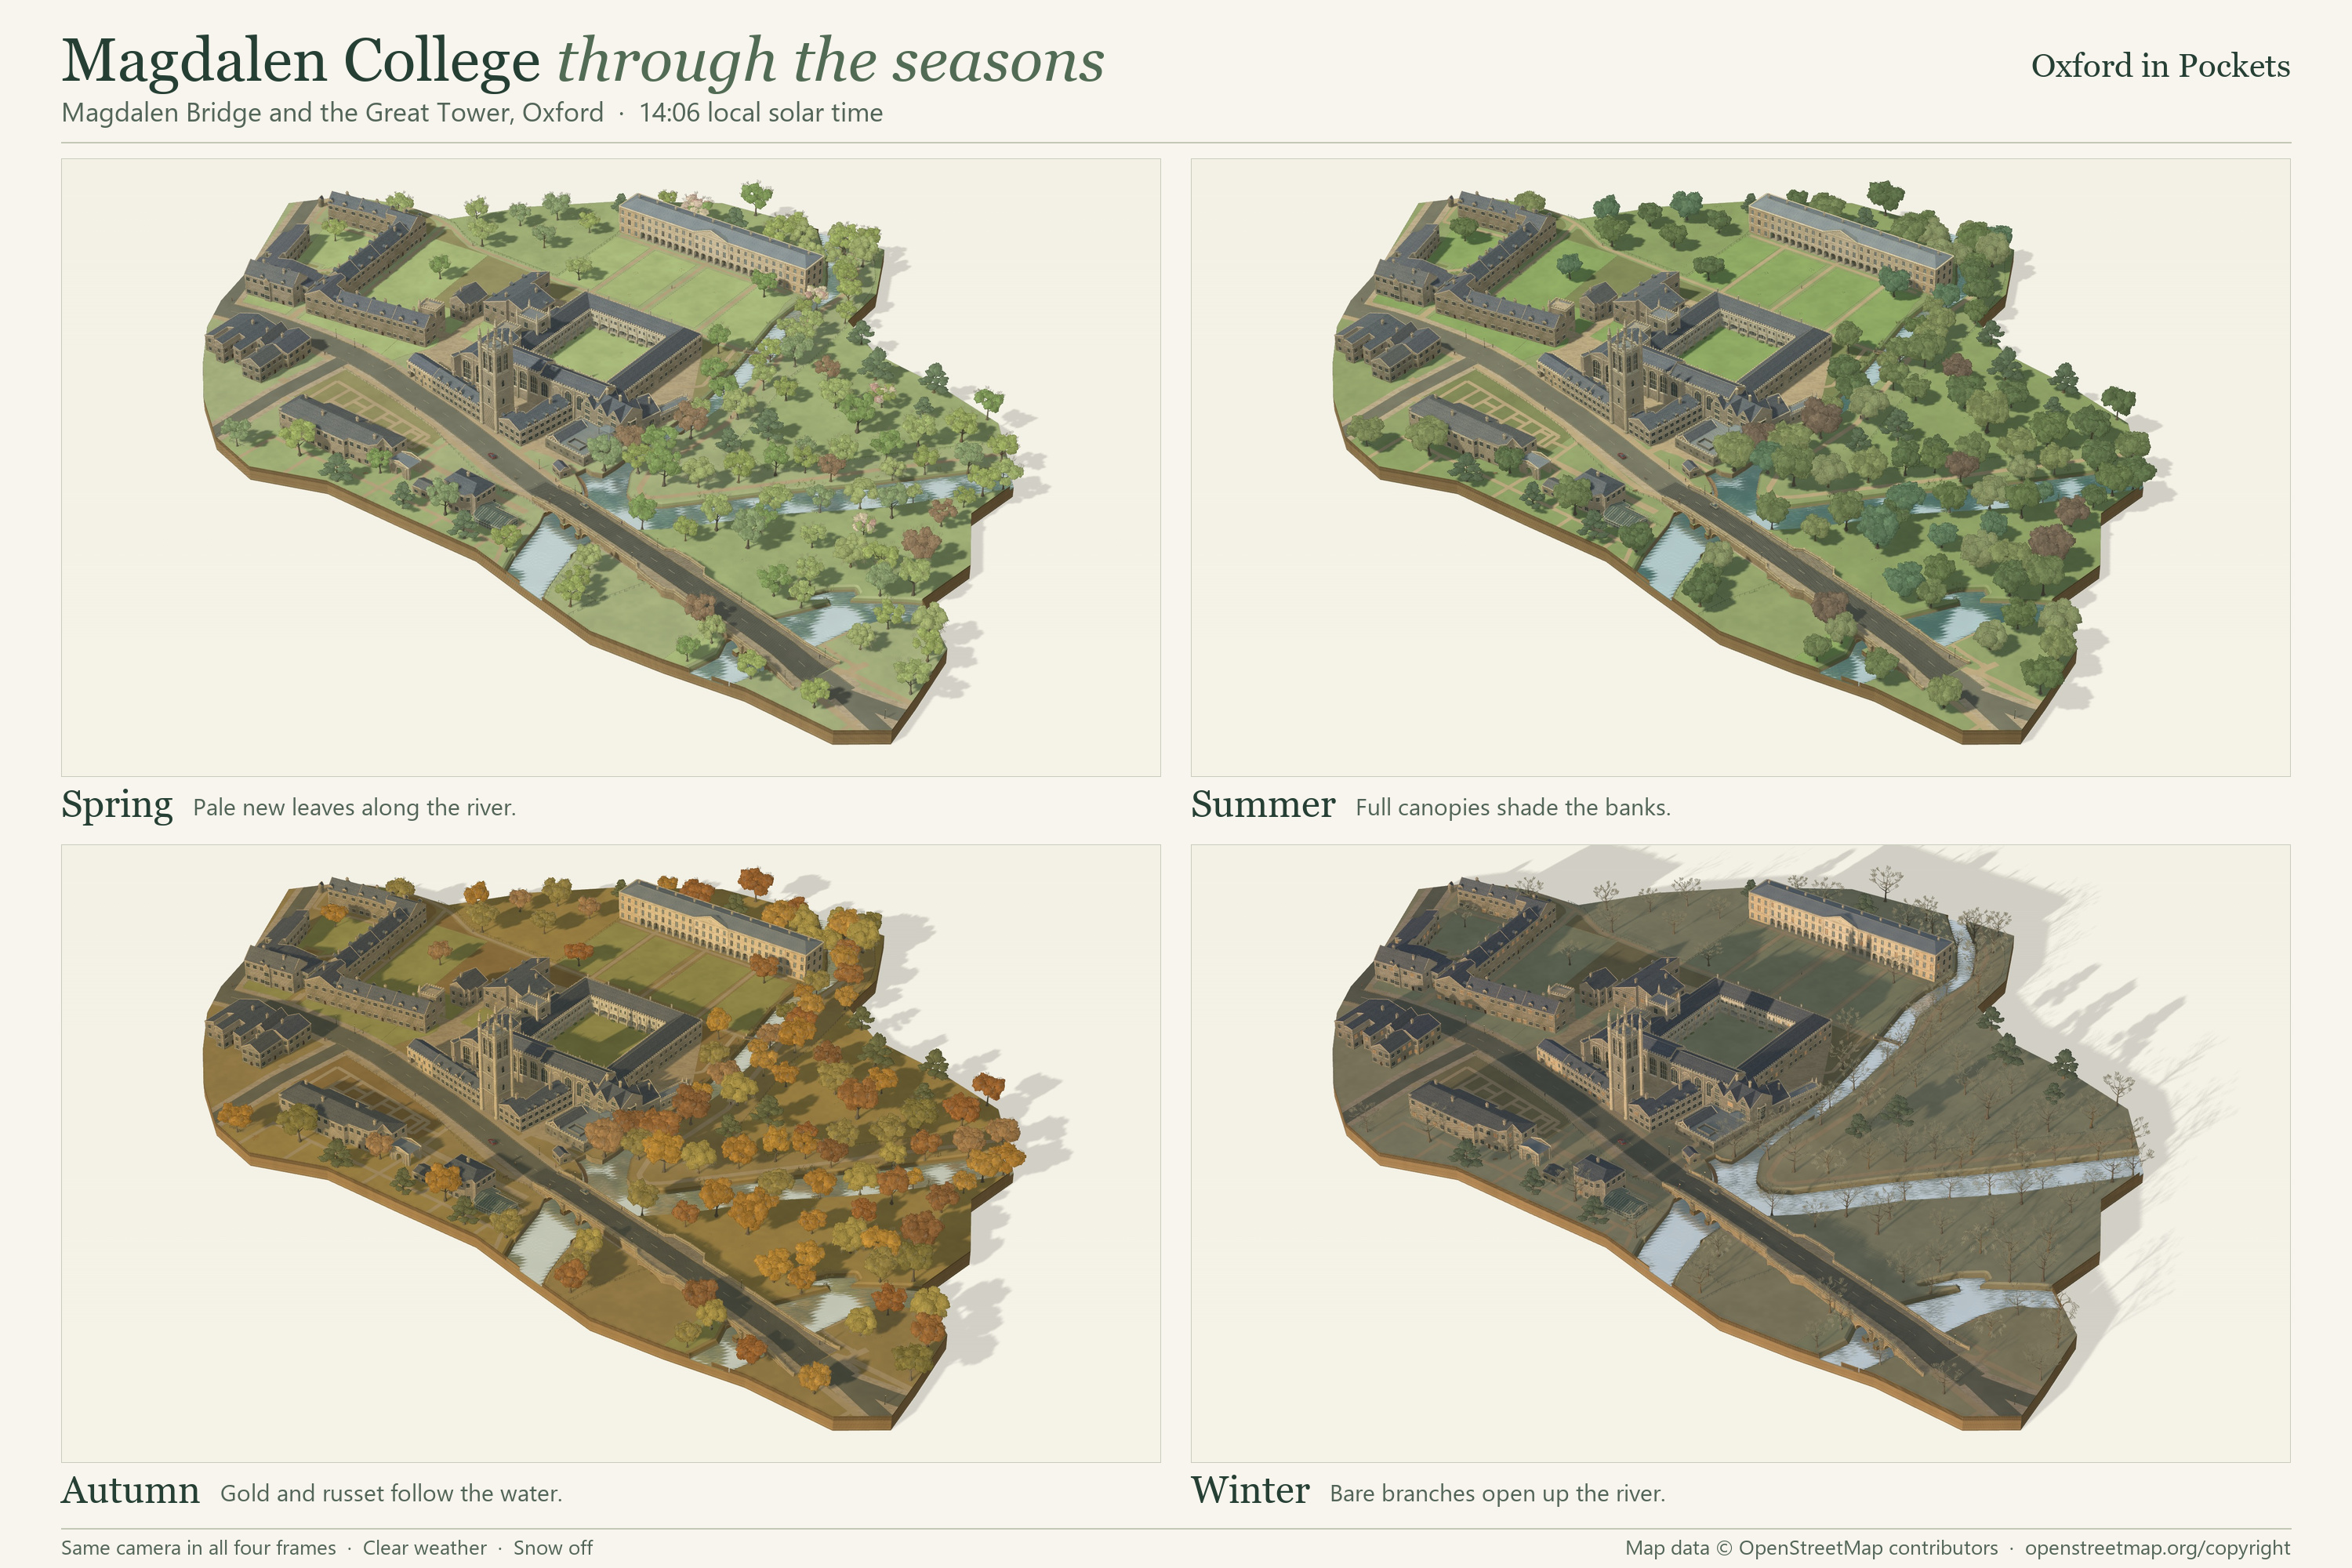 Magdalen College through the seasons
Oxford in Pockets
Magdalen Bridge and the Great Tower, Oxford · 14:06 local solar time
Spring Pale new leaves along the river.
Summer Full canopies shade the banks.
Autumn Gold and russet follow the water.
Winter Bare branches open up the river.
Same camera in all four frames · Clear weather · Snow off
Map data © OpenStreetMap contributors · openstreetmap.org/copyright